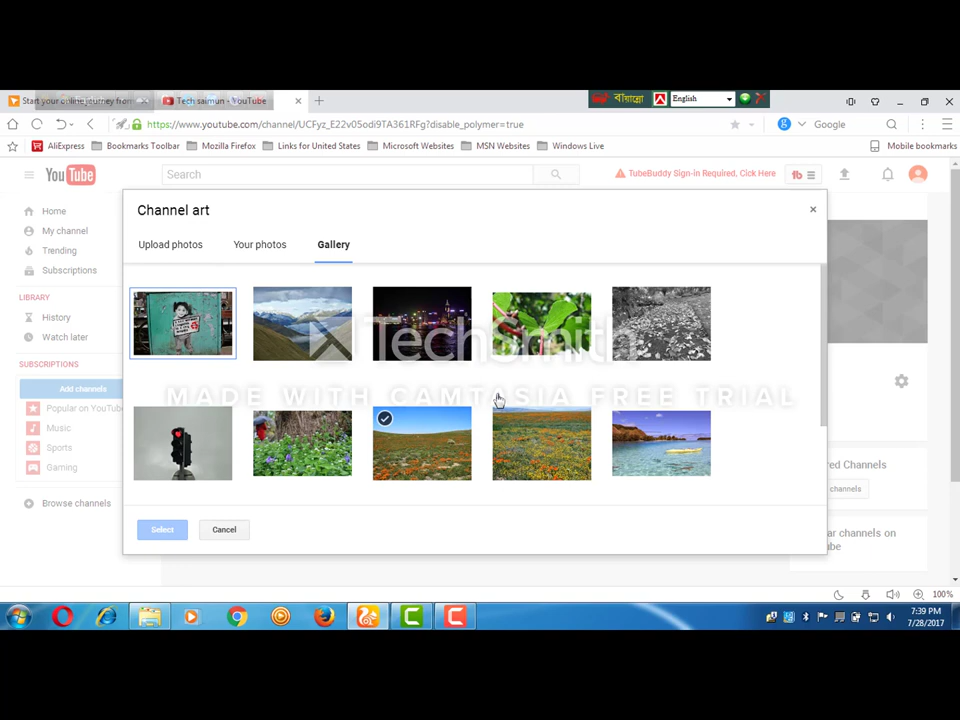 Start your online journey from
Tech saimun - YouTube
বায়ান্নো
English
https://www.youtube.com/channel/UCFyz_E22v05odi9TA361RFg?disable_polymer=true
Google
AliExpress
Bookmarks Toolbar
Mozilla Firefox
Links for United States
Microsoft Websites
MSN Websites
Windows Live
Mobile bookmarks
YouTube
Search
TubeBuddy Sign-in Required, Click Here
tb
Channel art
Home
My channel
Trending
Subscriptions
Upload photos
Your photos
Gallery
LIBRARY
History
Watch later
TechSmith
MADE WITH CAMTASIA FREE TRIAL
SUBSCRIPTIONS
Add channels
Popular on YouTub
Music
Sports
Gaming
Browse channels
red Channels
channels
ar channels on
be
Select
Cancel
100%
7:39 PM
7/28/2017